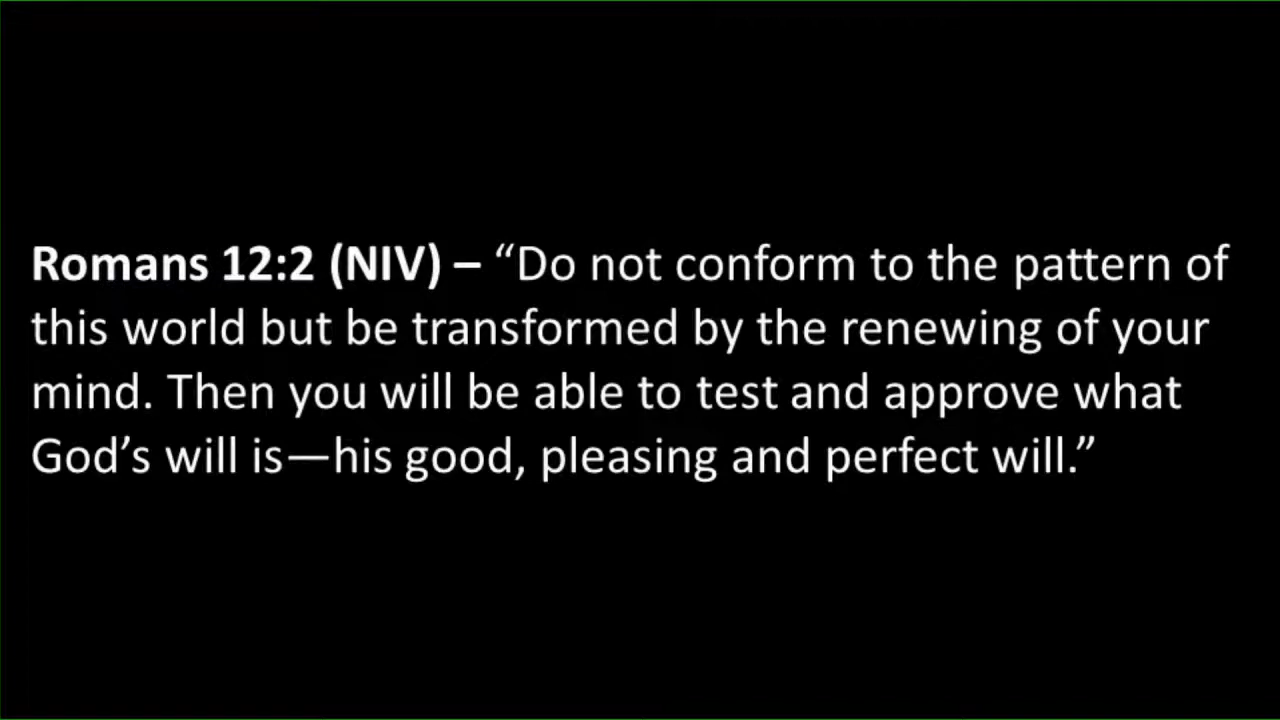 Romans 12:2 (NIV) – “Do not conform to the pattern of
this world but be transformed by the renewing of your
mind. Then you will be able to test and approve what
God’s will is—his good, pleasing and perfect will.”